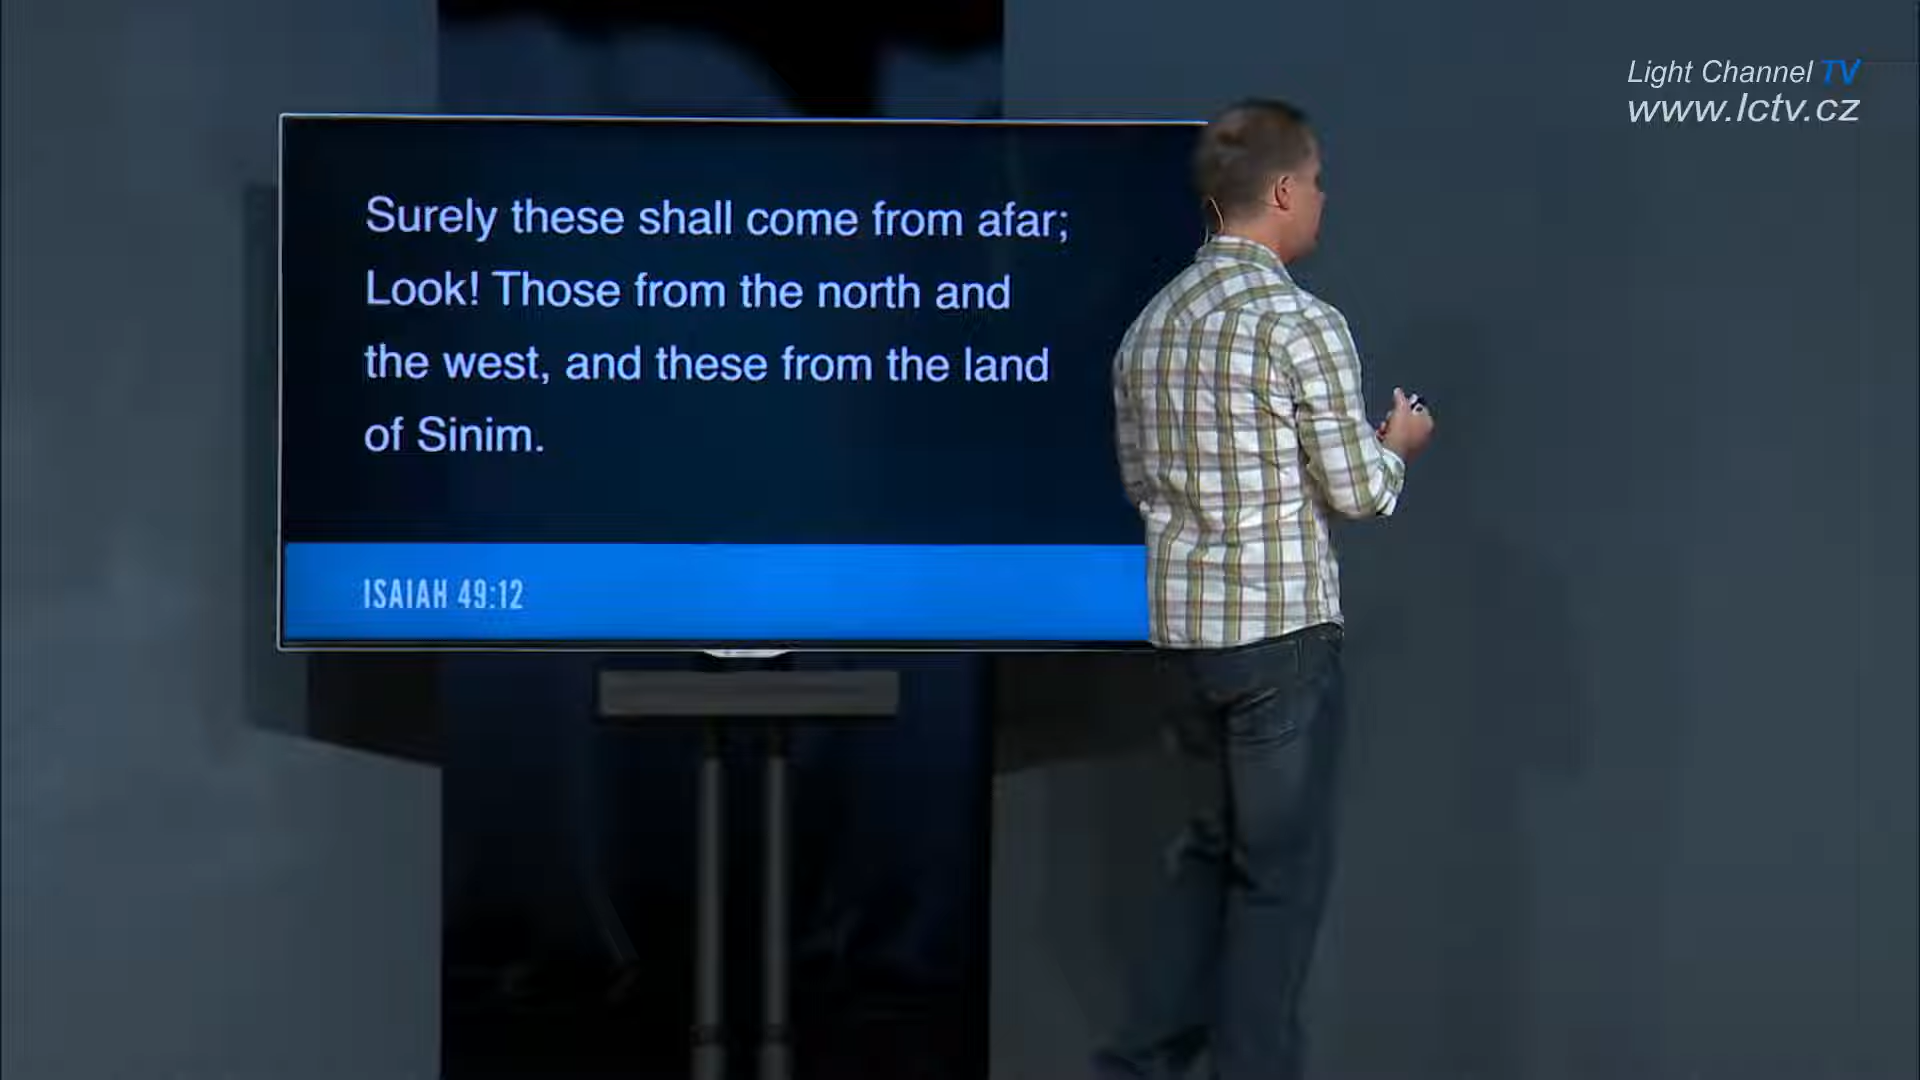 Light Channel TV
www.lctv.cz
Surely these shall come from afar;
Look! Those from the north and
the west, and these from the land
of Sinim.
ISAIAH 49:12